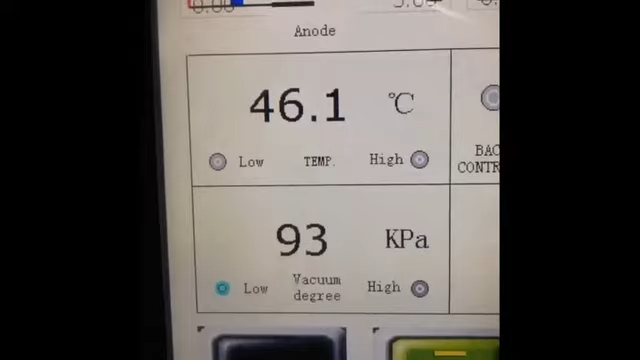 Anode
46.1 ℃
Low TEMP. High
93 KPa
Low Vacuum degree High